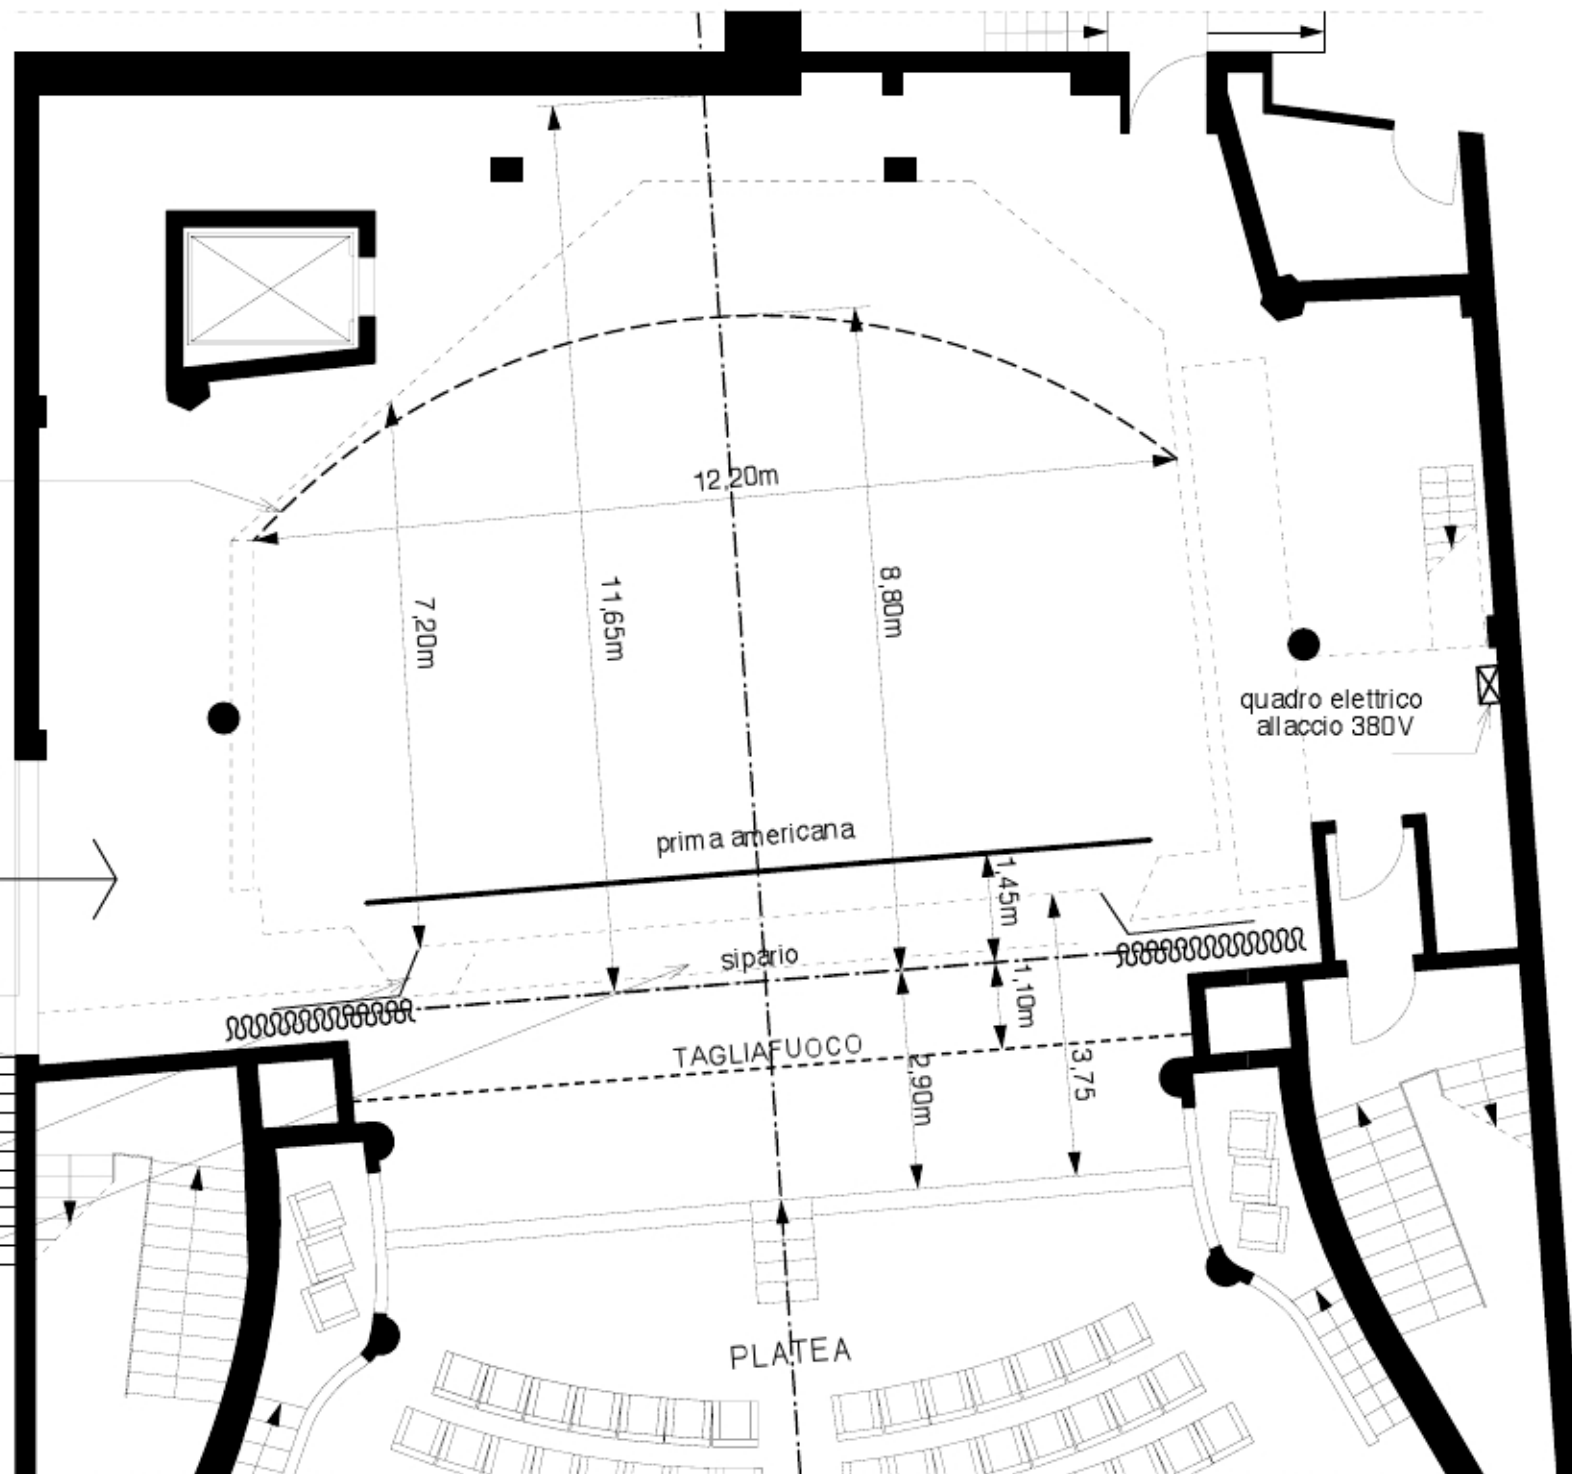 12,20m
7,20m
11,65m
8,80m
quadro elettrico
allaccio 380V
prima americana
1,45m
sipario
1,10m
TAGLIAFUOCO
2,90m
3,75
PLATEA